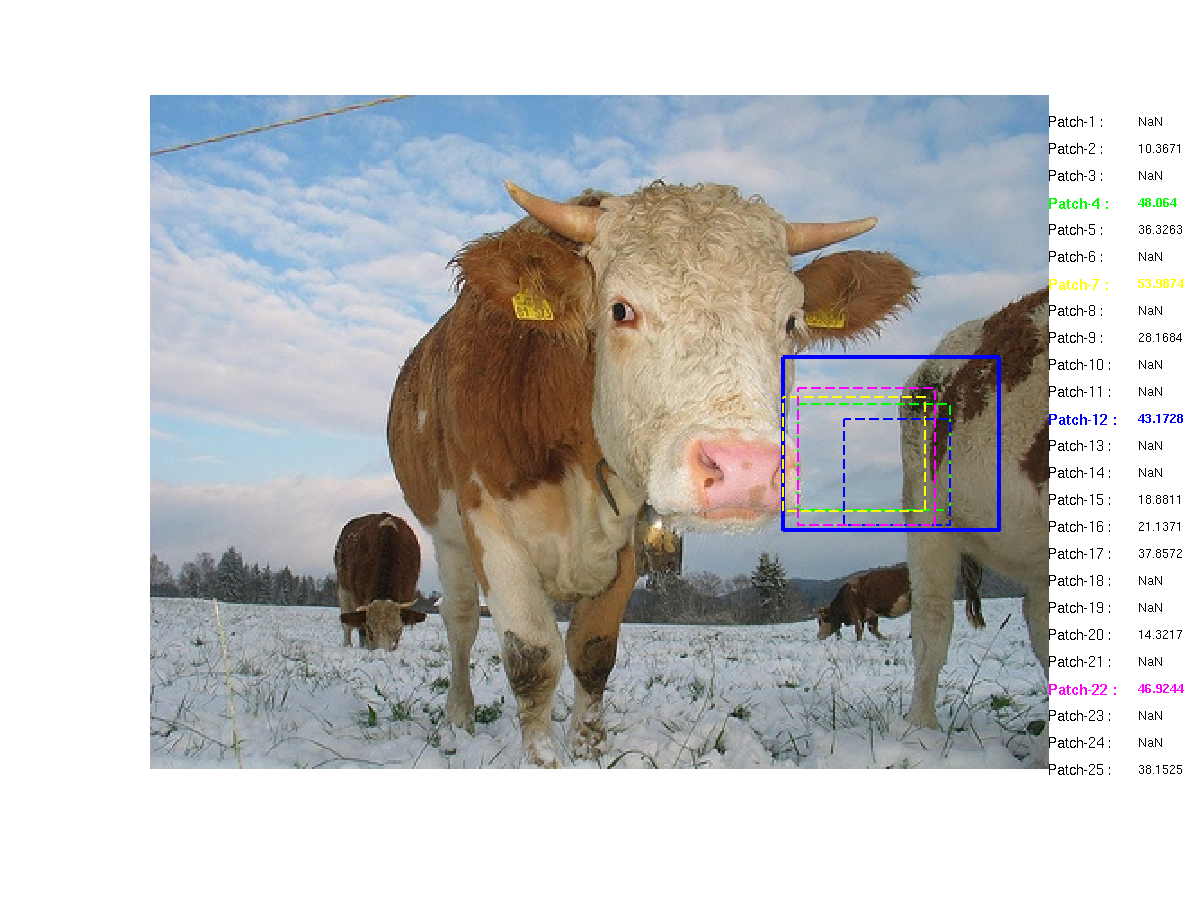 Patch-1 : NaN
Patch-2 : 10.3671
Patch-3 : NaN
Patch-4 : 48.064
Patch-5 : 36.3263
Patch-6 : NaN
Patch-7 : 53.9874
Patch-8 : NaN
Patch-9 : 28.1684
Patch-10 : NaN
Patch-11 : NaN
Patch-12 : 43.1728
Patch-13 : NaN
Patch-14 : NaN
Patch-15 : 18.8811
Patch-16 : 21.1371
Patch-17 : 37.8572
Patch-18 : NaN
Patch-19 : NaN
Patch-20 : 14.3217
Patch-21 : NaN
Patch-22 : 46.9244
Patch-23 : NaN
Patch-24 : NaN
Patch-25 : 38.1525